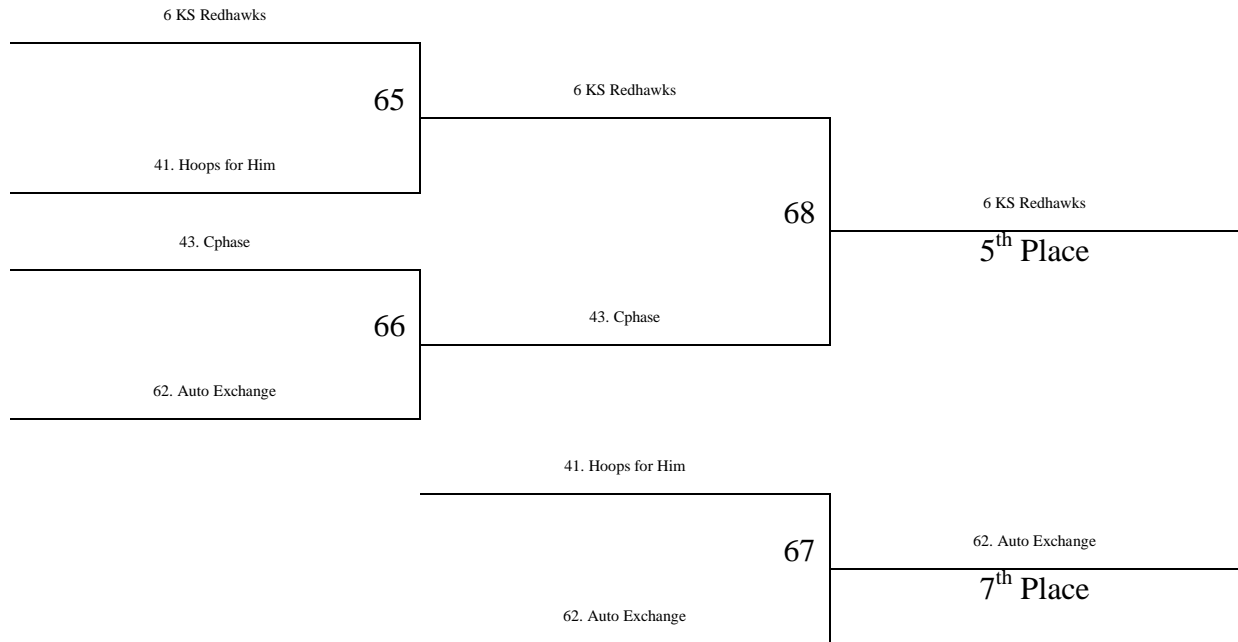 6 KS Redhawks
65
6 KS Redhawks
41. Hoops for Him
68
6 KS Redhawks
5th Place
43. Cphase
66
43. Cphase
62. Auto Exchange
41. Hoops for Him
67
62. Auto Exchange
7th Place
62. Auto Exchange